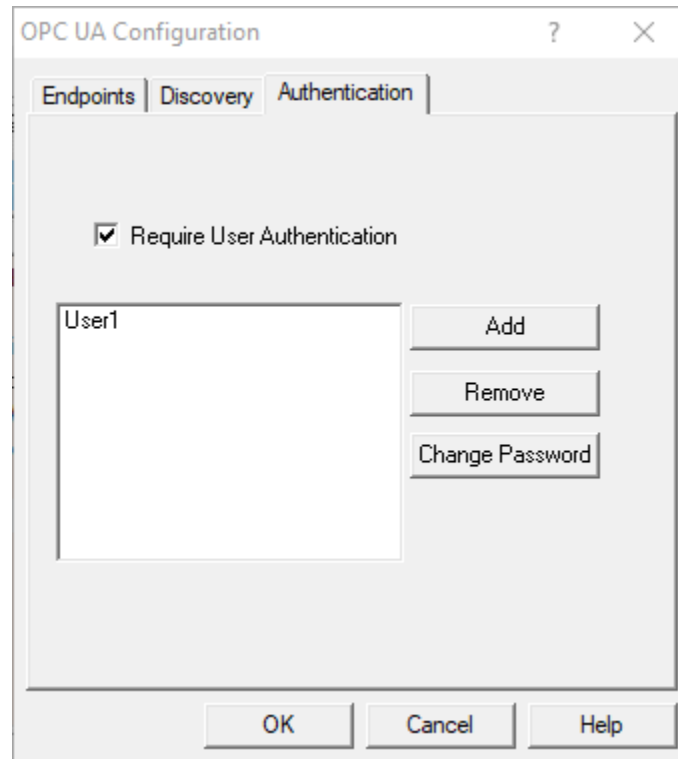 OPC UA Configuration
Endpoints Discovery Authentication
Require User Authentication
User1
Add
Remove
Change Password
OK Cancel Help